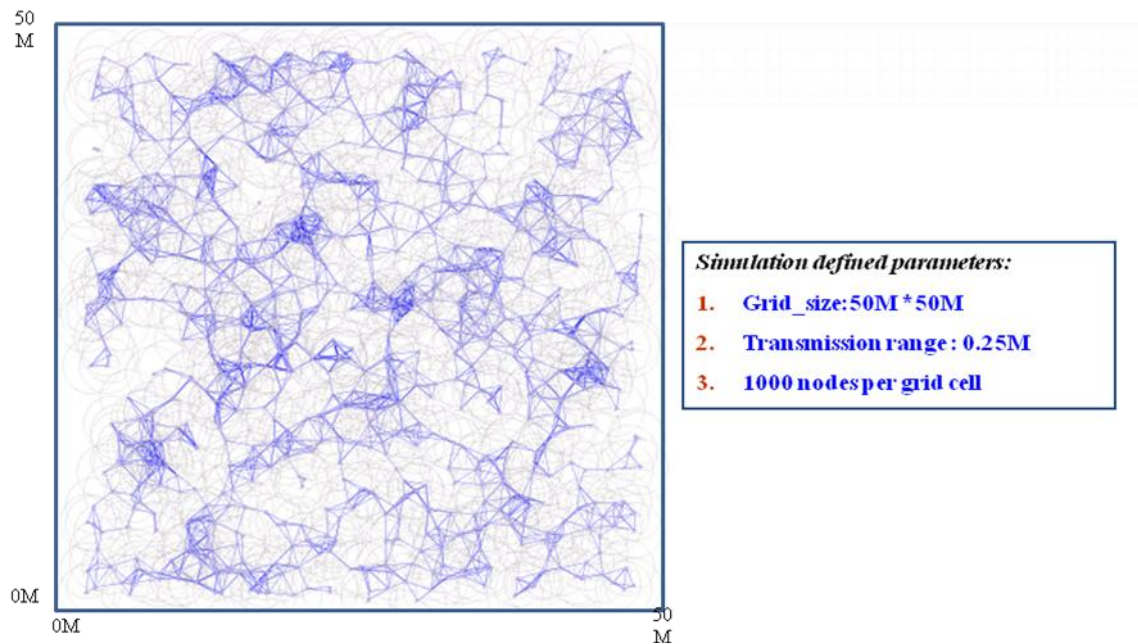 50
M
Simulation defined parameters:
1. Grid_size:50M *50M
2. Transmission range: 0.25M
3. 1000 nodes per grid cell
0M
0M
50
M